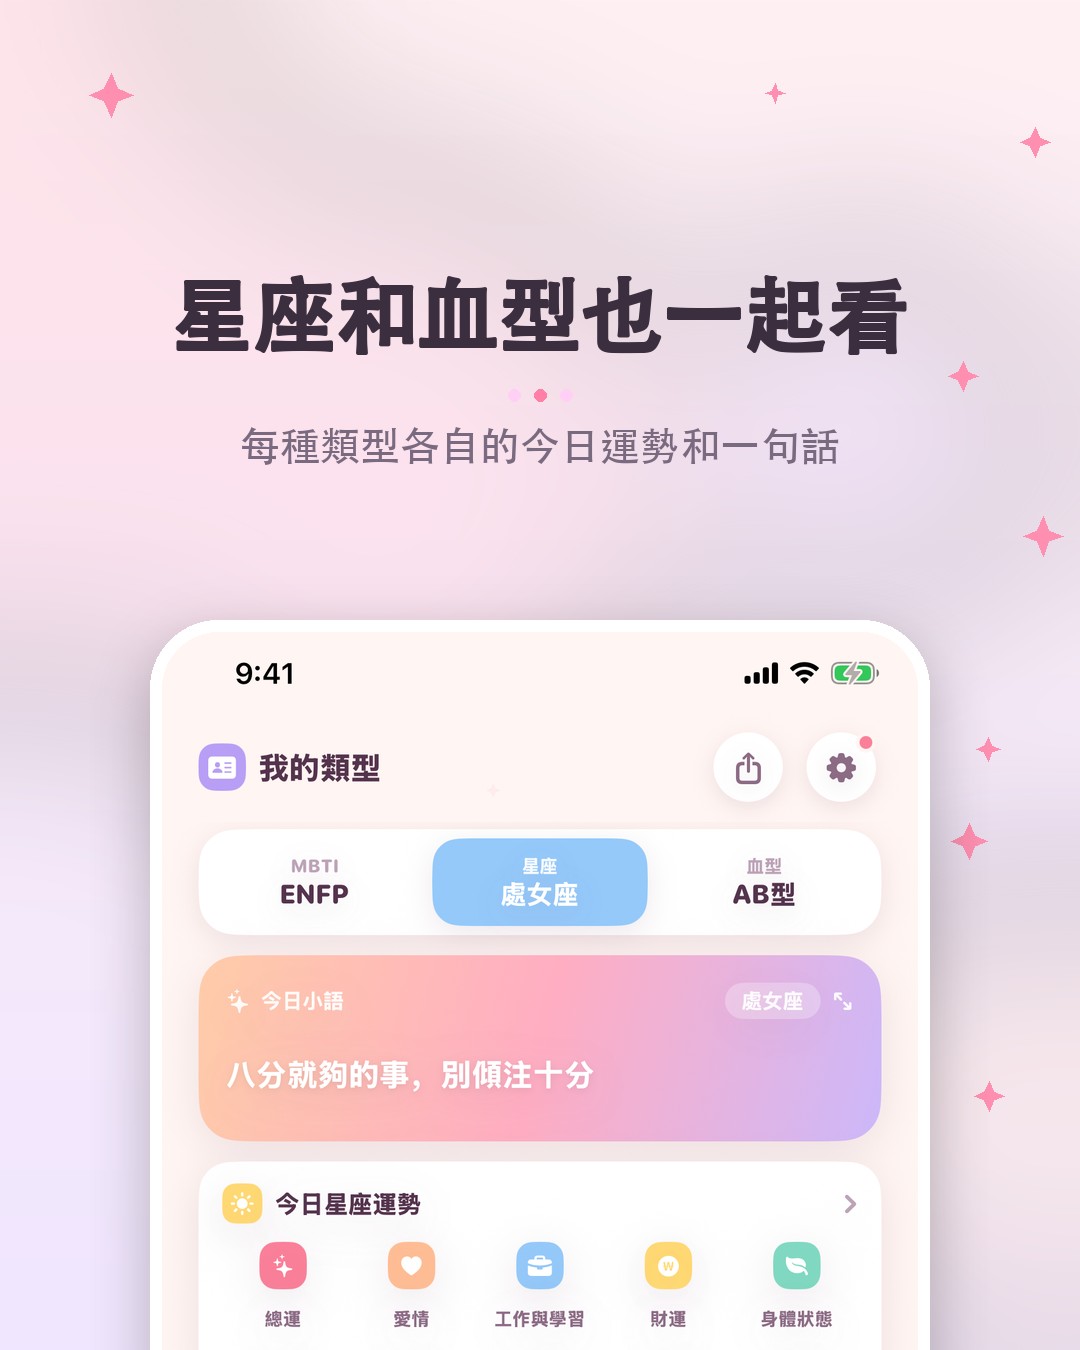 星座和血型也一起看
每種類型各自的今日運勢和一句話
9:41
我的類型
MBTI
ENFP
星座
處女座
血型
AB型
今日小語
處女座
八分就夠的事，別傾注十分
今日星座運勢
W
總運
愛情
工作與學習
財運
身體狀態